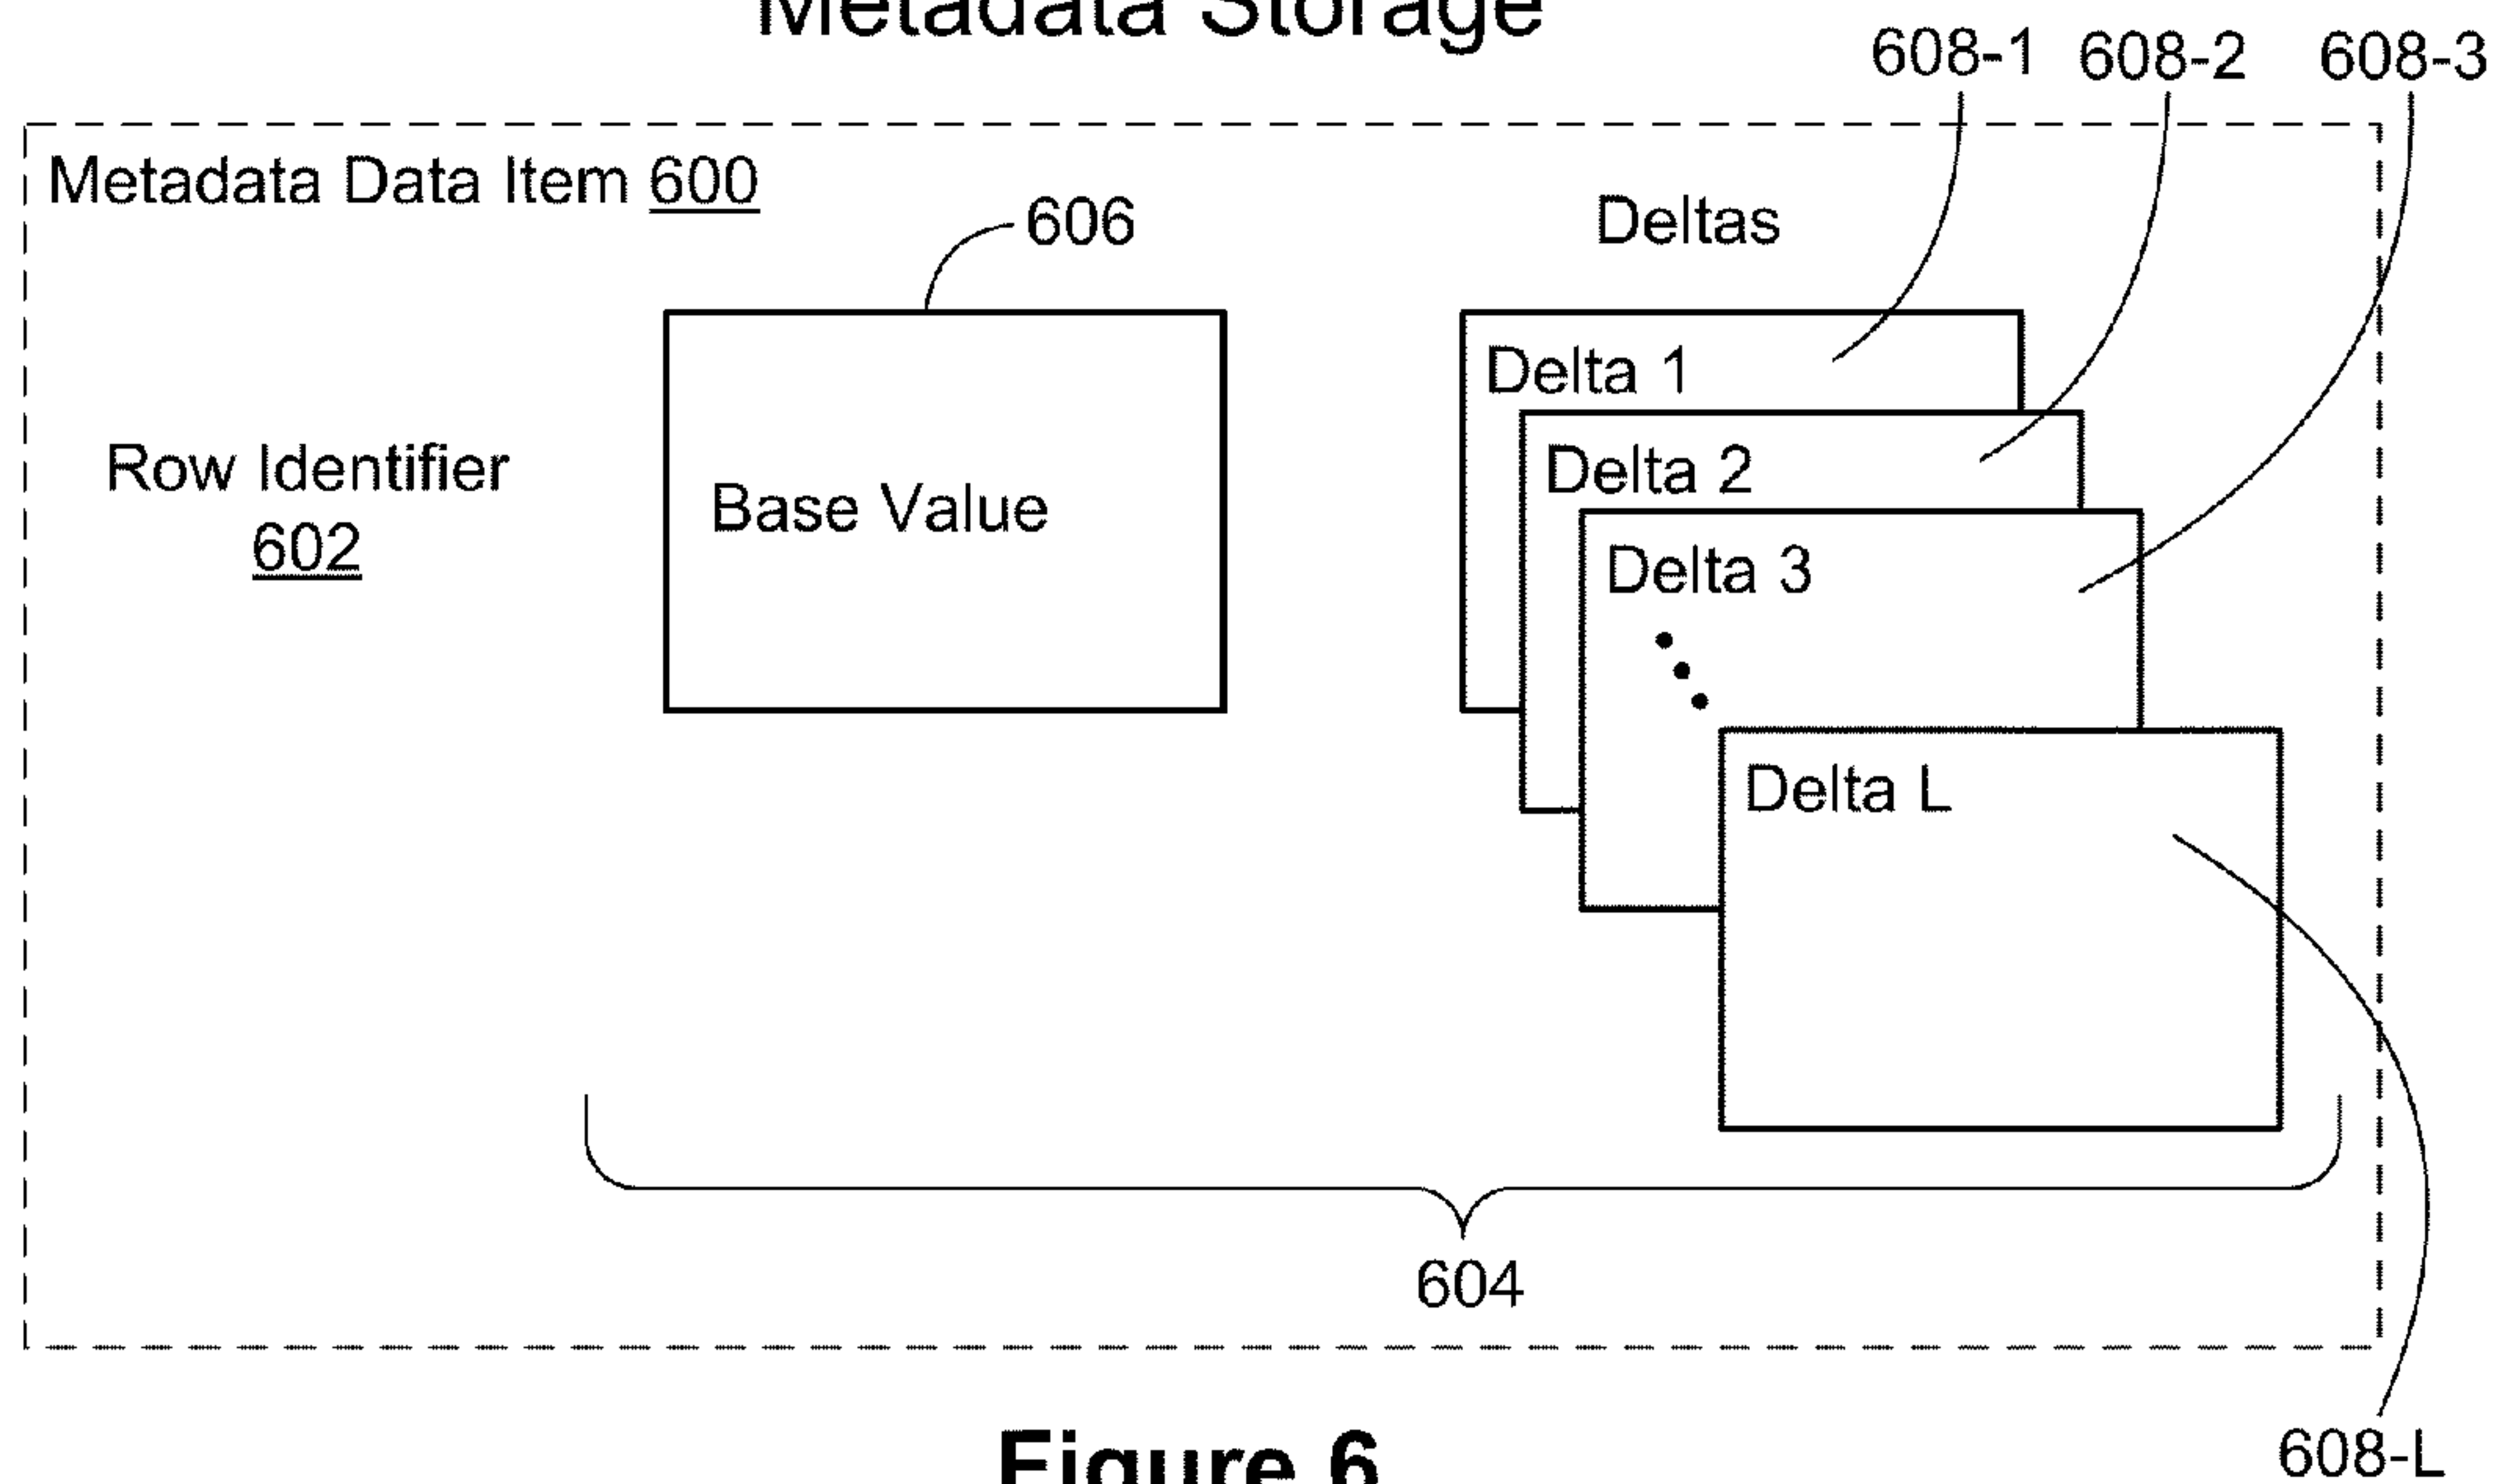 Metadata Storage
608-1 608-2 608-3
Metadata Data Item 600
606
Deltas
Delta 1
Row Identifier
602
Base Value
Delta 2
Delta 3
Delta L
604
608-L
Figure 6